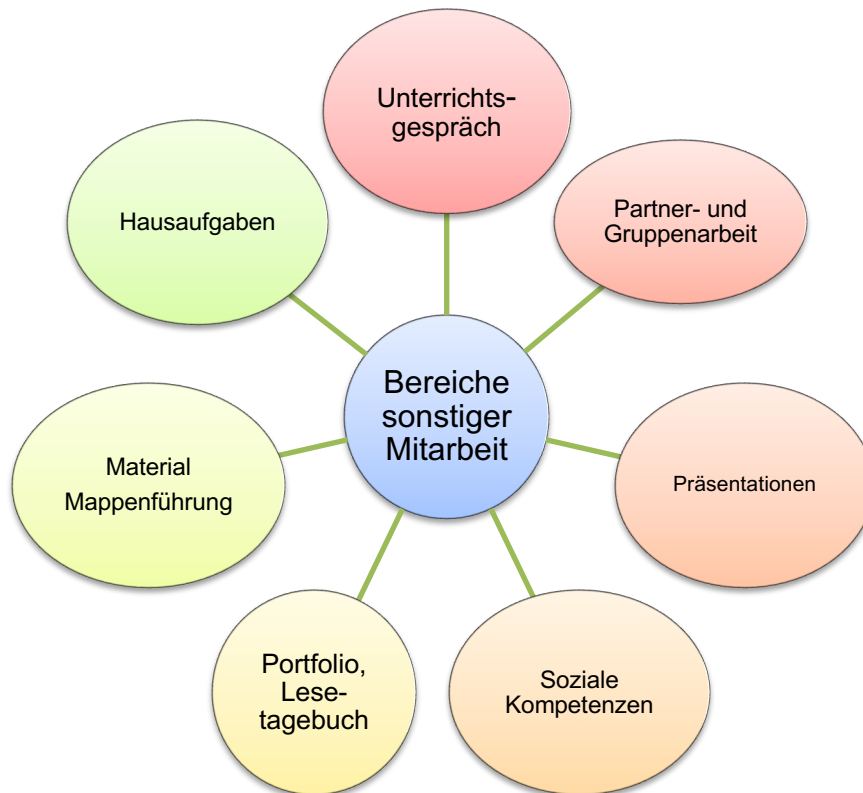 Unterrichts-
gespräch
Partner- und
Gruppenarbeit
Hausaufgaben
Bereiche
sonstiger
Mitarbeit
Material
Mappenführung
Präsentationen
Portfolio,
Lese-
tagebuch
Soziale
Kompetenzen